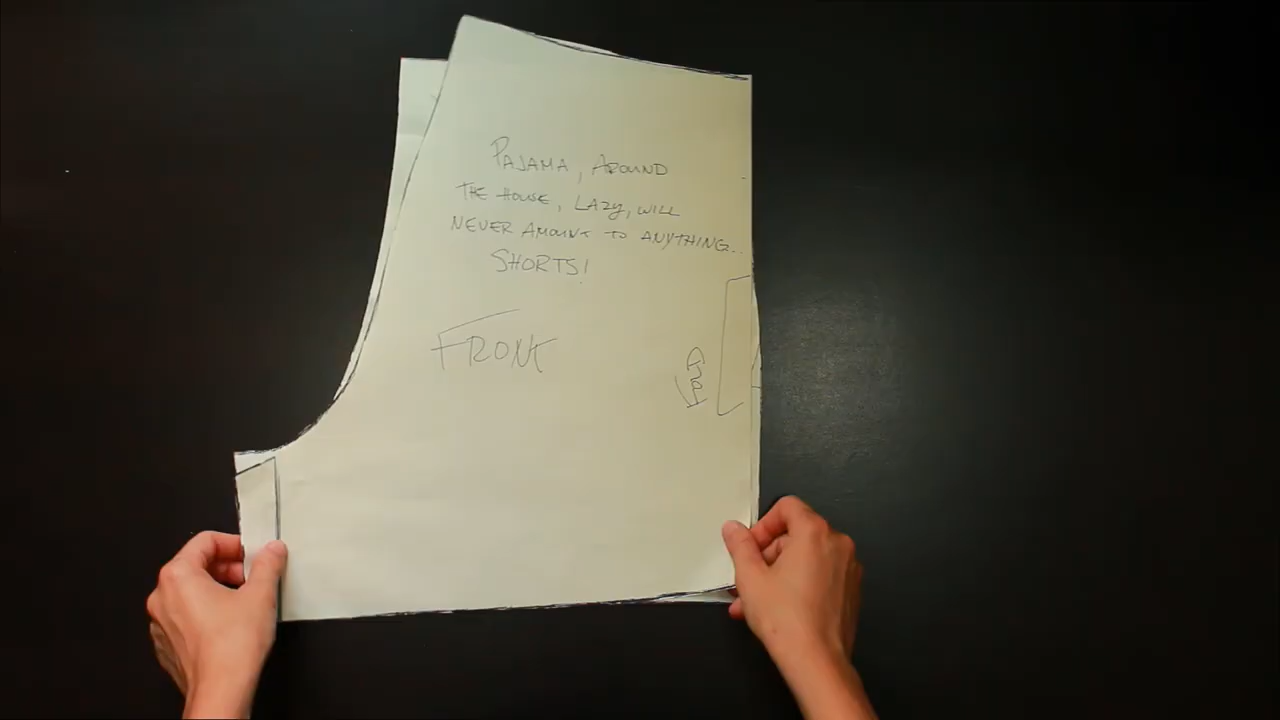 PAJAMA, AROUND
THE HOUSE, LAZY, WILL
NEVER AMOUNT TO ANYTHING..
SHORTS!
FRONT